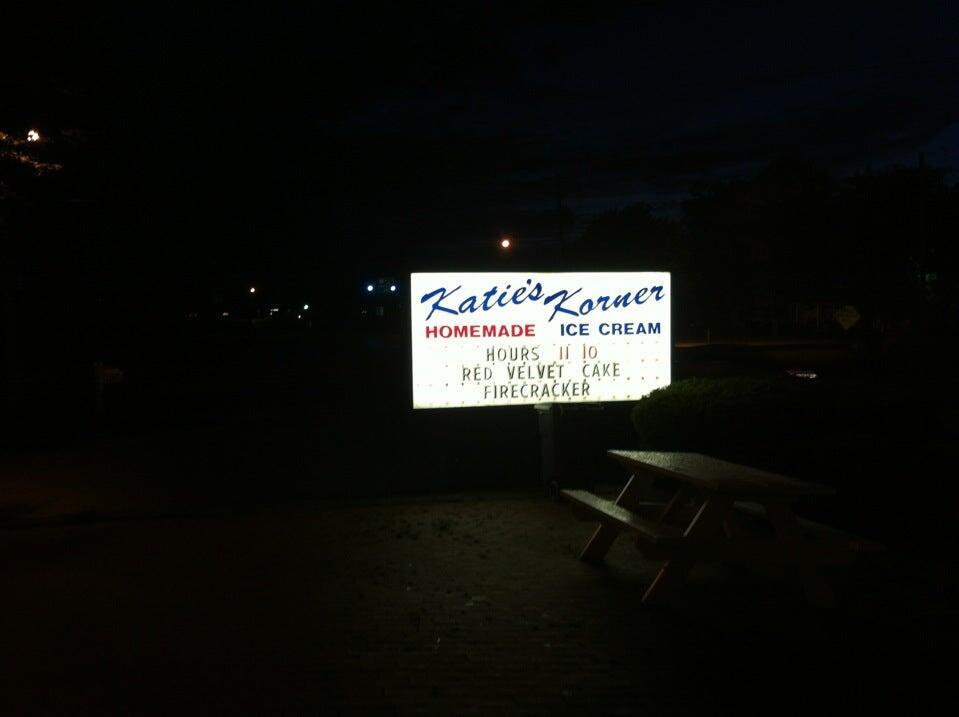 Katie's Korner
HOMEMADE ICE CREAM
HOURS 11 10
RED VELVET CAKE
FIRECRACKER